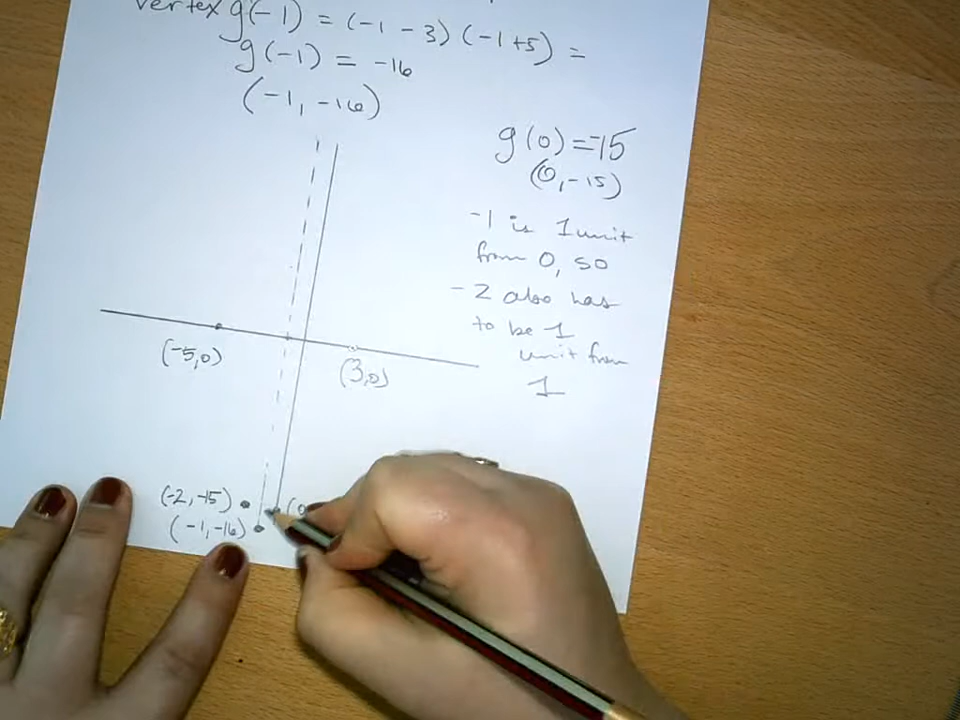 vertex g(-1) = (-1 - 3)(-1+5) =
g(-1) = -16
(-1, -16)
g(0) = -15
(0, -15)
-1 is 1 unit
from 0, so
-2 also has
to be 1
unit from
1
(-5,0)
(3,0)
(-2, -15)
(0
(-1, -16)